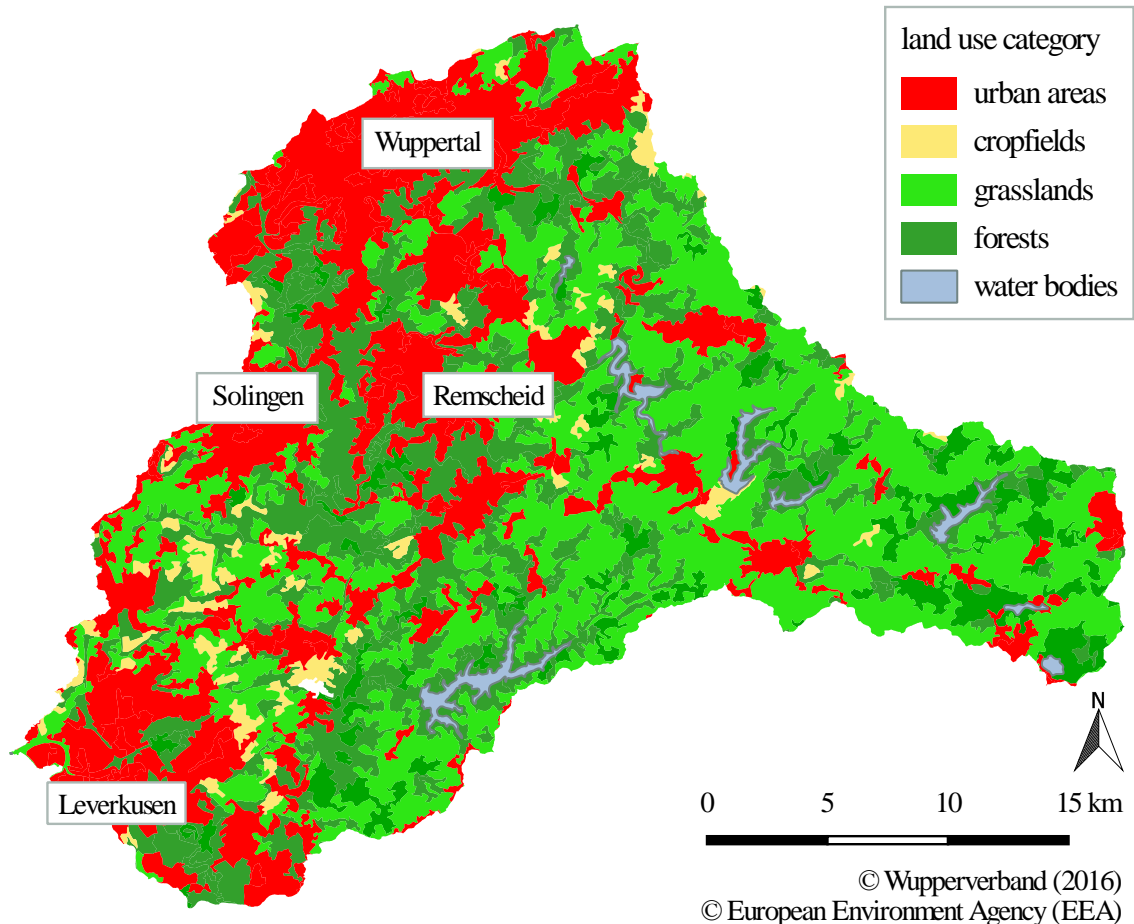 land use category
urban areas
cropfields
grasslands
forests
water bodies
Wuppertal
Solingen
Remscheid
Leverkusen
N
0 5 10 15 km
© Wupperverband (2016)
© European Environment Agency (EEA)